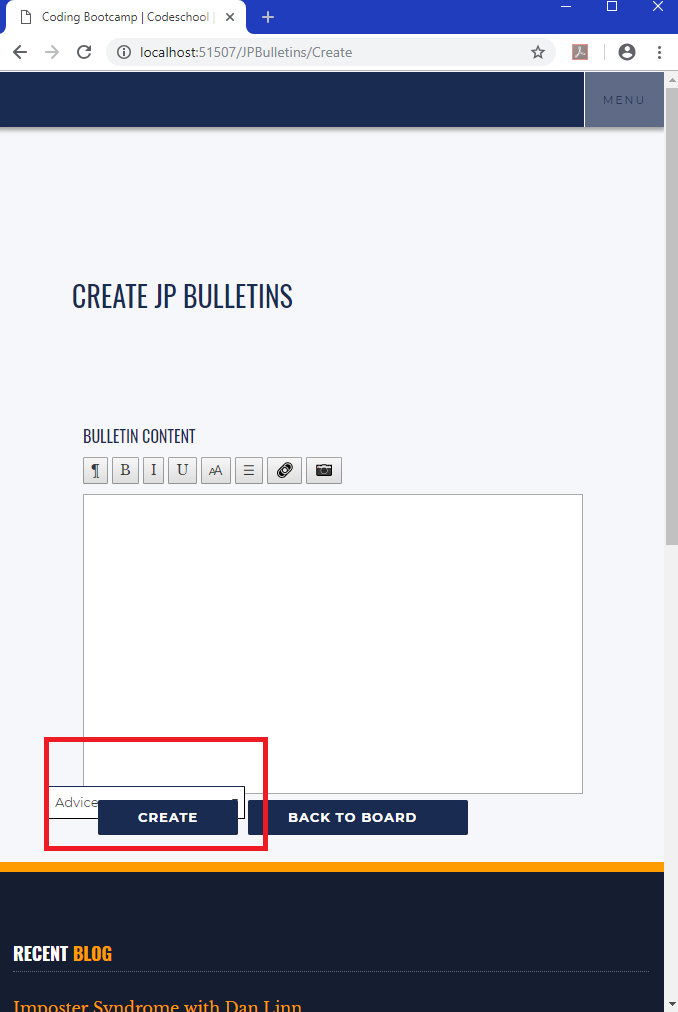 Coding Bootcamp | Codeschool |
localhost:51507/JPBulletins/Create
MENU
CREATE JP BULLETINS
BULLETIN CONTENT
¶ B I U AA
Advice
CREATE BACK TO BOARD
RECENT BLOG
Imposter Syndrome with Dan Linn